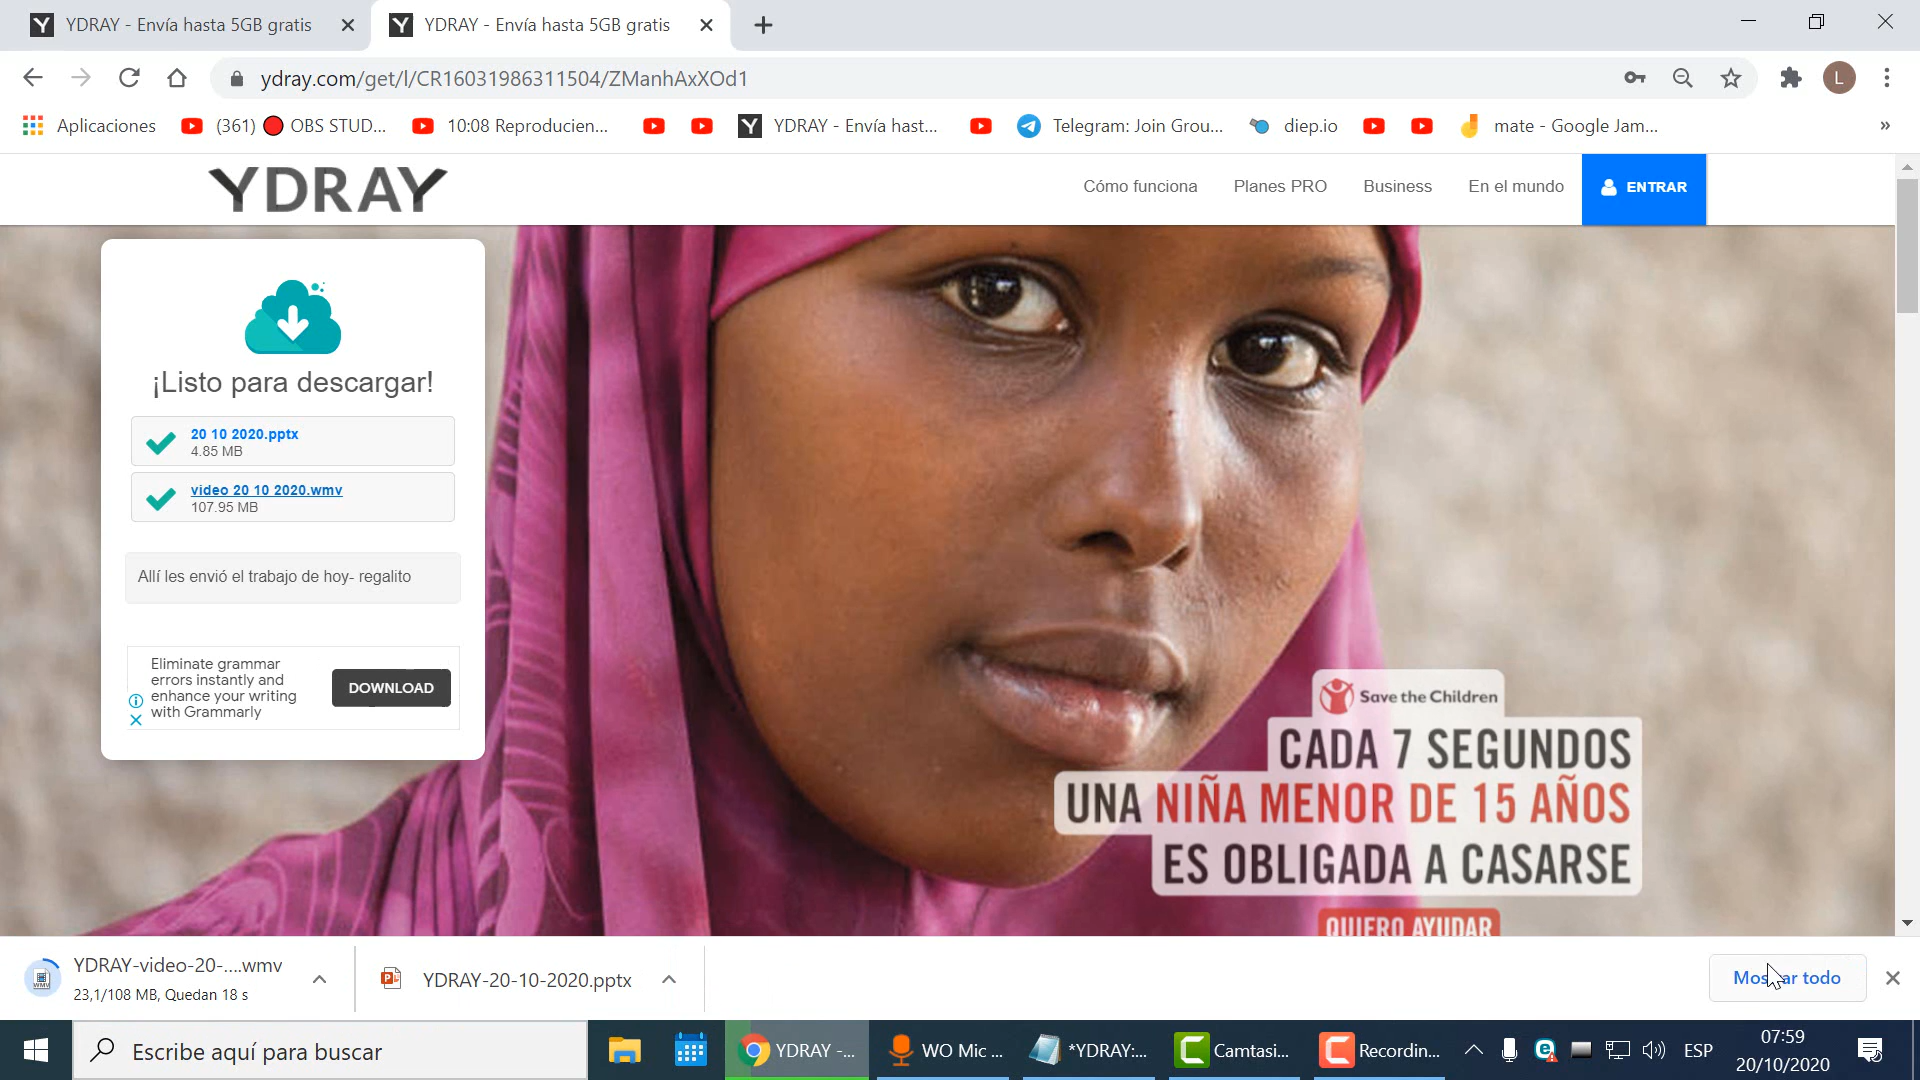 YDRAY - Envía hasta 5GB gratis
YDRAY - Envía hasta 5GB gratis
ydray.com/get/l/CR16031986311504/ZManhAxXOd1
L
Aplicaciones
(361) OBS STUD...
10:08 Reproducien...
YDRAY - Envía hast...
Telegram: Join Grou...
diep.io
mate - Google Jam...
»
YDRAY
Cómo funciona
Planes PRO
Business
En el mundo
ENTRAR
¡Listo para descargar!
20 10 2020.pptx
4.85 MB
video 20 10 2020.wmv
107.95 MB
Allí les envió el trabajo de hoy- regalito
Eliminate grammar
errors instantly and
enhance your writing
with Grammarly
DOWNLOAD
Save the Children
CADA 7 SEGUNDOS
UNA NIÑA MENOR DE 15 AÑOS
ES OBLIGADA A CASARSE
QUIERO AYUDAR
YDRAY-video-20-....wmv
23,1/108 MB, Quedan 18 s
YDRAY-20-10-2020.pptx
Mostrar todo
Escribe aquí para buscar
YDRAY -...
WO Mic ...
*YDRAY:...
Camtasi...
Recordin...
ESP
07:59
20/10/2020